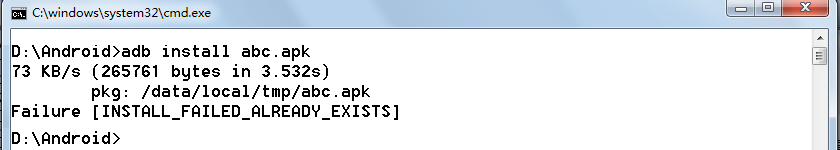 C:\windows\system32\cmd.exe
D:\Android>adb install abc.apk
73 KB/s (265761 bytes in 3.532s)
        pkg: /data/local/tmp/abc.apk
Failure [INSTALL_FAILED_ALREADY_EXISTS]
D:\Android>